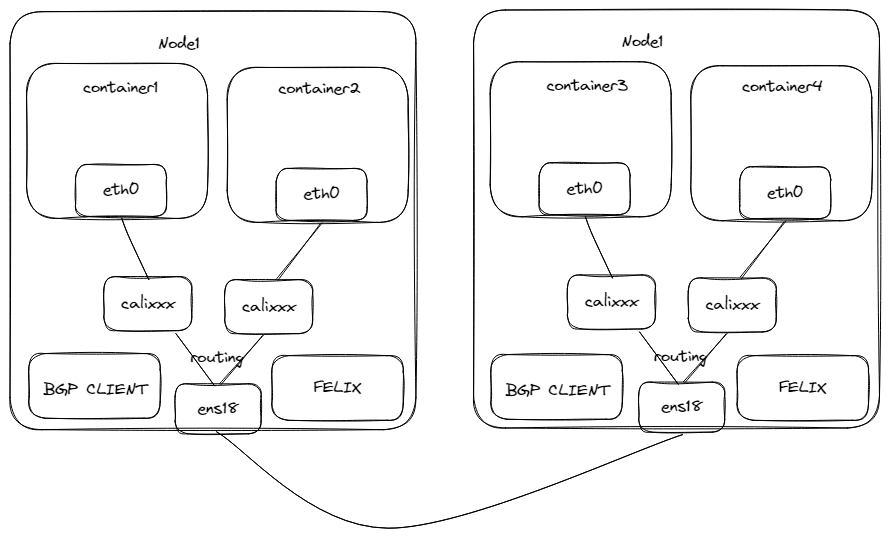 Node1
container1
container2
eth0
eth0
calixxx
calixxx
routing
BGP CLIENT
ens18
FELIX
Node1
container3
container4
eth0
eth0
calixxx
calixxx
routing
BGP CLIENT
ens18
FELIX